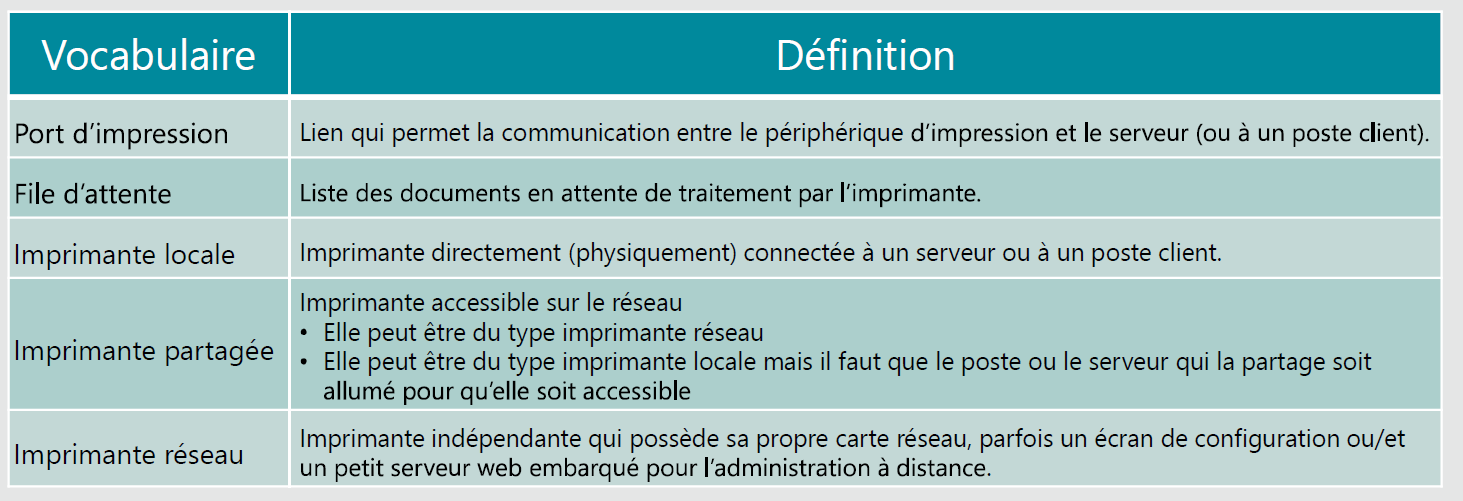 Vocabulaire
Définition
Port d’impression
Lien qui permet la communication entre le périphérique d’impression et le serveur (ou à un poste client).
File d’attente
Liste des documents en attente de traitement par l’imprimante.
Imprimante locale
Imprimante directement (physiquement) connectée à un serveur ou à un poste client.
Imprimante partagée
Imprimante accessible sur le réseau
• Elle peut être du type imprimante réseau
• Elle peut être du type imprimante locale mais il faut que le poste ou le serveur qui la partage soit
allumé pour qu’elle soit accessible
Imprimante réseau
Imprimante indépendante qui possède sa propre carte réseau, parfois un écran de configuration ou/et
un petit serveur web embarqué pour l’administration à distance.